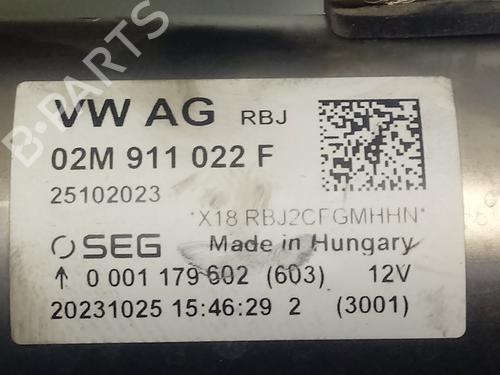 VW AG RBJ
02M 911 022 F
25102023
*X18 RBJ2CFGMHHN*
SEG Made in Hungary
↑ 0 001 179 602 (603) 12V
20231025 15:46:29 2 (3001)
B-PARTS